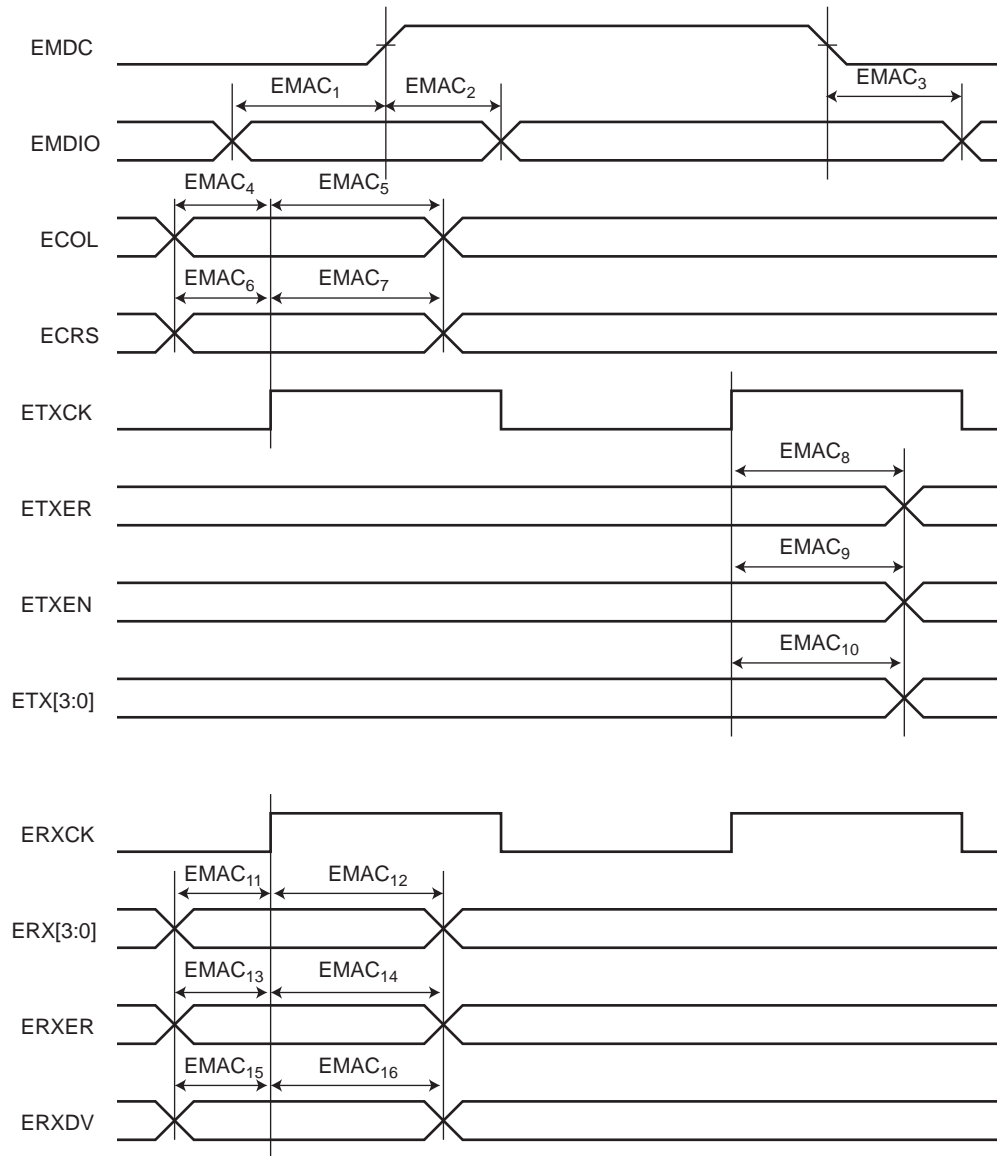 EMDC
EMAC1 EMAC2 EMAC3
EMDIO
EMAC4 EMAC5
ECOL
EMAC6 EMAC7
ECRS
ETXCK
EMAC8
ETXER
EMAC9
ETXEN
EMAC10
ETX[3:0]
ERXCK
EMAC11 EMAC12
ERX[3:0]
EMAC13 EMAC14
ERXER
EMAC15 EMAC16
ERXDV